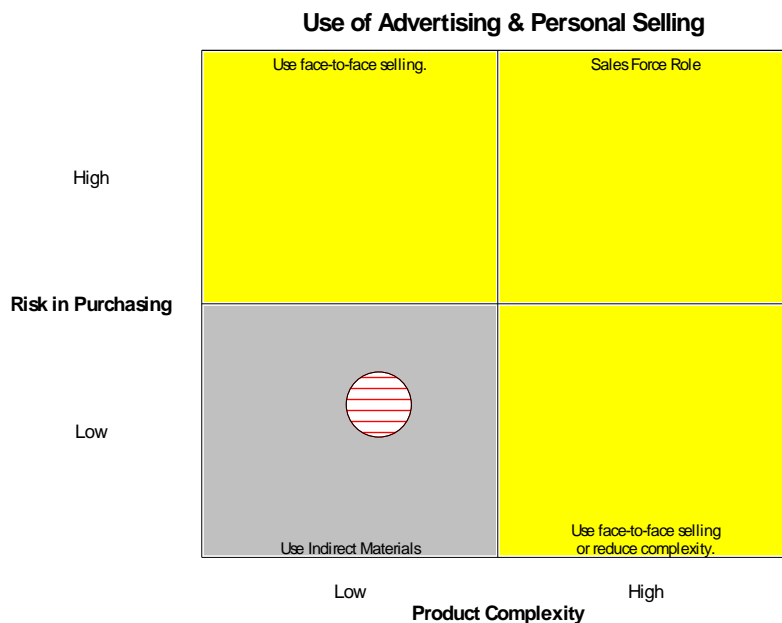 Use of Advertising & Personal Selling
Use face-to-face selling.
Sales Force Role
High
Risk in Purchasing
Low
Use Indirect Materials
Use face-to-face selling
or reduce complexity.
Low
High
Product Complexity